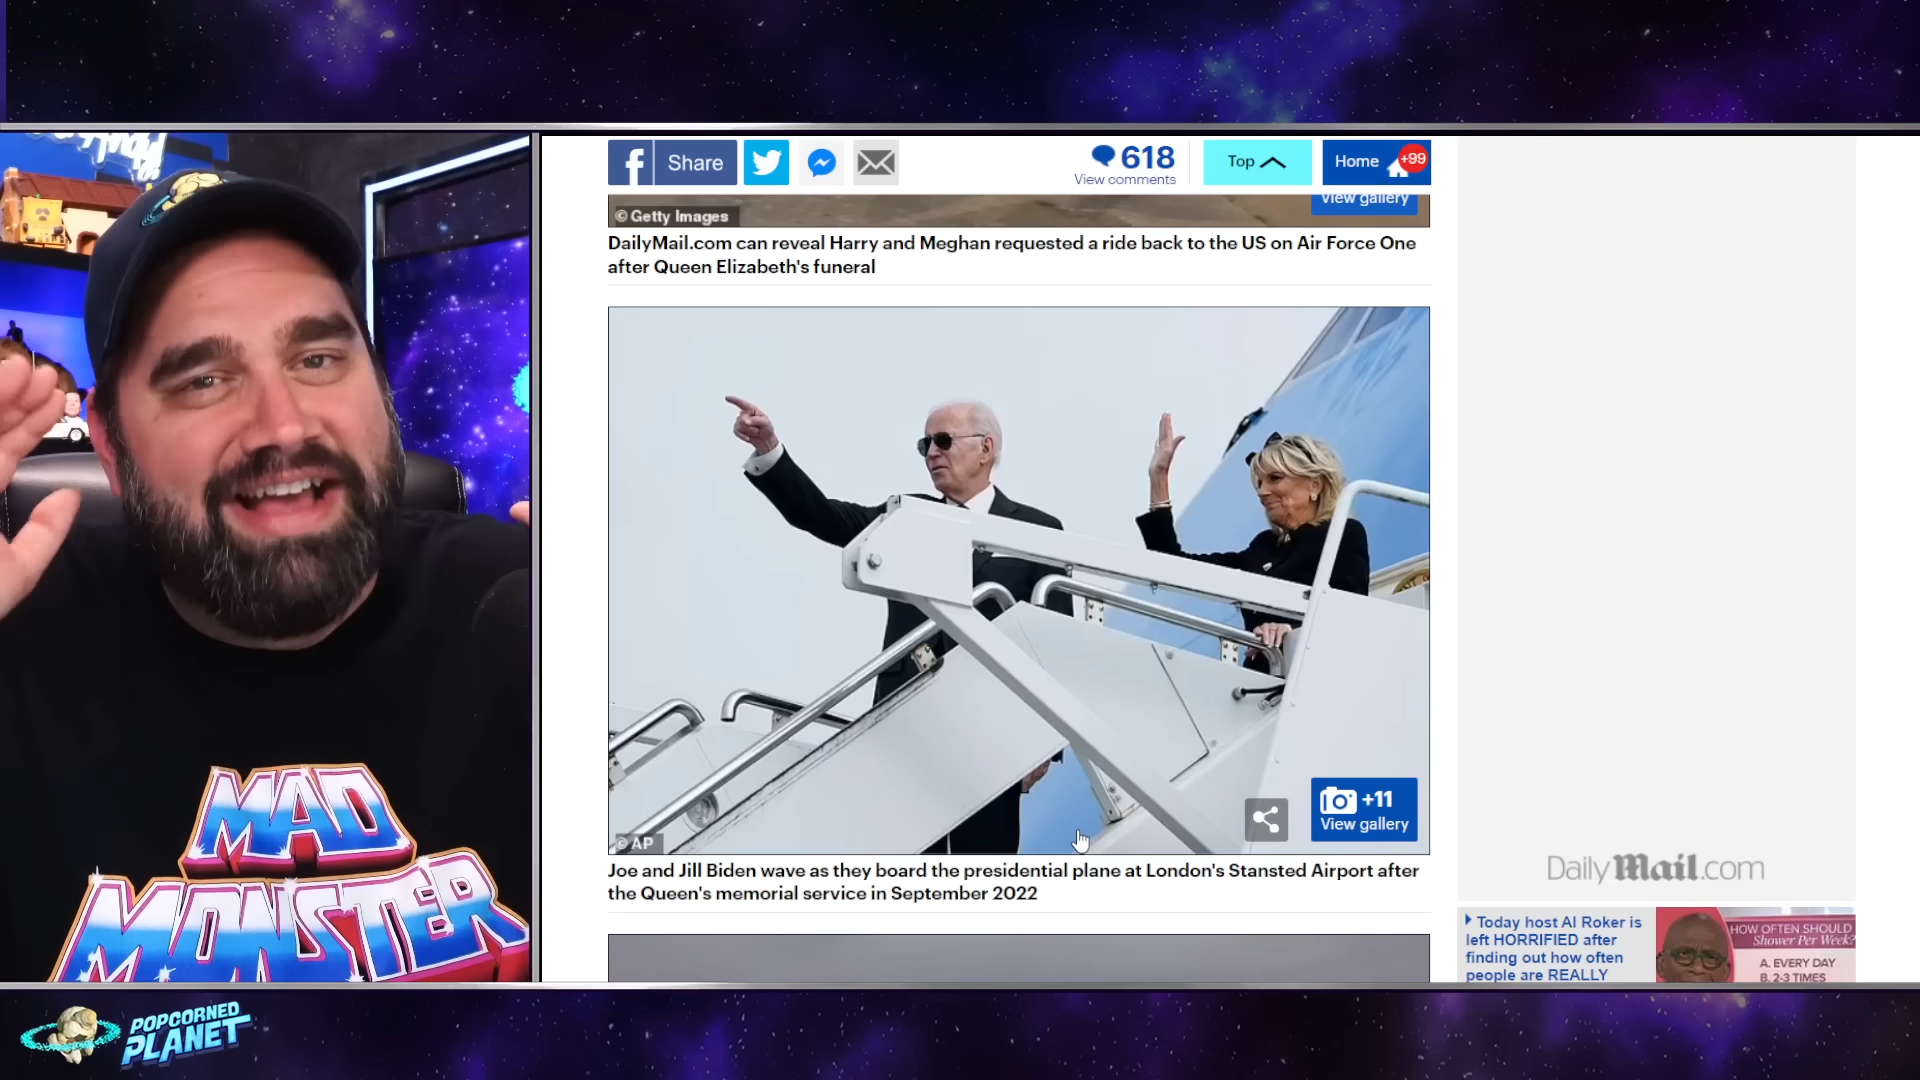 Share
618
View comments
Top
Home
+99
View gallery
© Getty Images
DailyMail.com can reveal Harry and Meghan requested a ride back to the US on Air Force One
after Queen Elizabeth's funeral
+11
View gallery
© AP
Joe and Jill Biden wave as they board the presidential plane at London's Stansted Airport after
the Queen's memorial service in September 2022
DailyMail.com
Today host Al Roker is
left HORRIFIED after
finding out how often
people are REALLY
HOW OFTEN SHOULD
Shower Per Week?
A. EVERY DAY
B. 2-3 TIMES
MAD
MONSTER
POPCORNED
PLANET